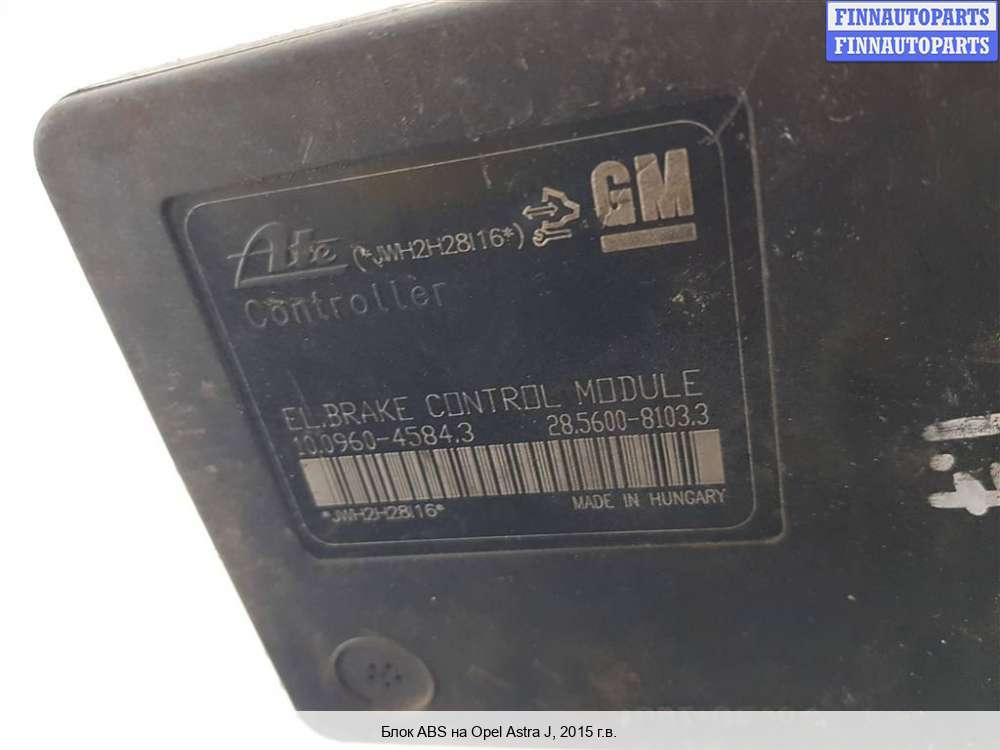 FINNAUTOPARTS
FINNAUTOPARTS
GM
Ate (*JWH2H28I16*)
Controller
EL.BRAKE CONTROL MODULE
10.0960-4584.3 28.5600-8103.3
*JWH2H28I16* MADE IN HUNGARY
Блок ABS на Opel Astra J, 2015 г.в.